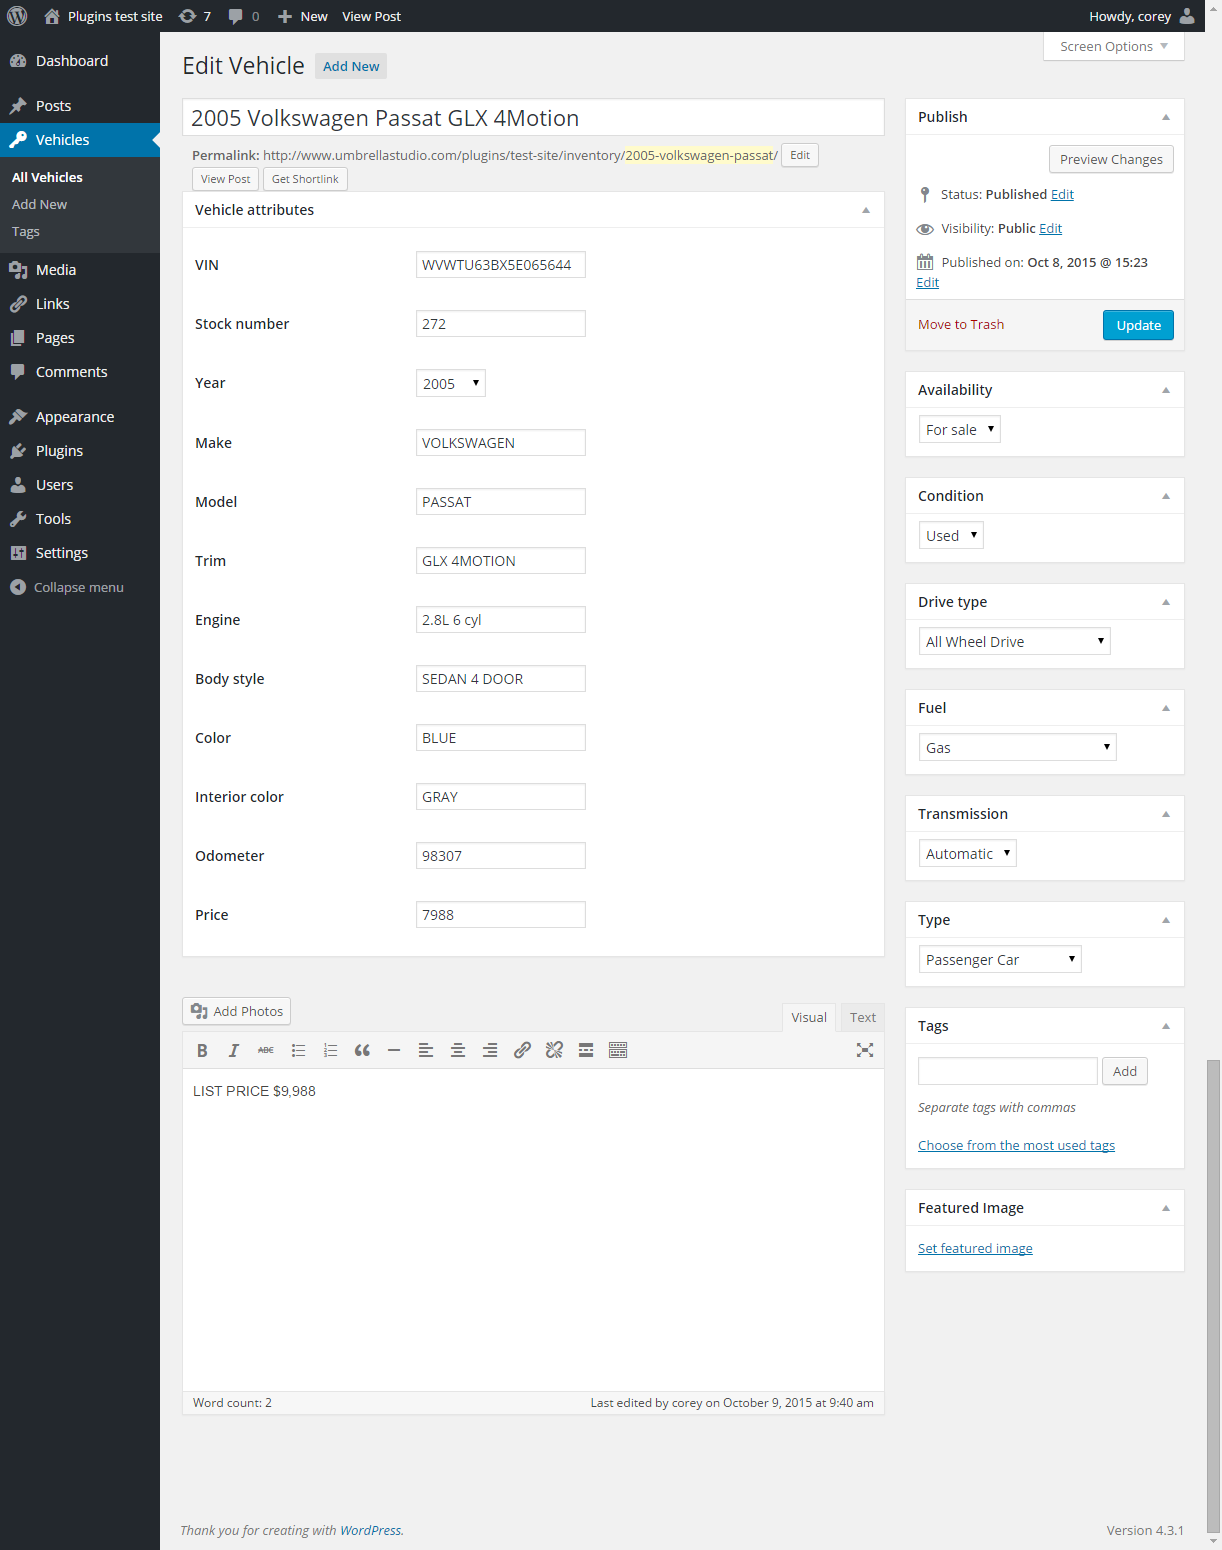 Plugins test site 7 0 New View Post Howdy, corey
Screen Options
Dashboard
Posts
Vehicles
All Vehicles
Add New
Tags
Media
Links
Pages
Comments
Appearance
Plugins
Users
Tools
Settings
Collapse menu
Edit Vehicle Add New
2005 Volkswagen Passat GLX 4Motion
Permalink: http://www.umbrellastudio.com/plugins/test-site/inventory/2005-volkswagen-passat/ Edit
View Post Get Shortlink
Vehicle attributes
VIN WVWTU63BX5E065644
Stock number 272
Year 2005
Make VOLKSWAGEN
Model PASSAT
Trim GLX 4MOTION
Engine 2.8L 6 cyl
Body style SEDAN 4 DOOR
Color BLUE
Interior color GRAY
Odometer 98307
Price 7988
Add Photos
Visual Text
B I ABC
LIST PRICE $9,988
Word count: 2 Last edited by corey on October 9, 2015 at 9:40 am
Publish
Preview Changes
Status: Published Edit
Visibility: Public Edit
Published on: Oct 8, 2015 @ 15:23
Edit
Move to Trash Update
Availability
For sale
Condition
Used
Drive type
All Wheel Drive
Fuel
Gas
Transmission
Automatic
Type
Passenger Car
Tags
Add
Separate tags with commas
Choose from the most used tags
Featured Image
Set featured image
Thank you for creating with WordPress. Version 4.3.1